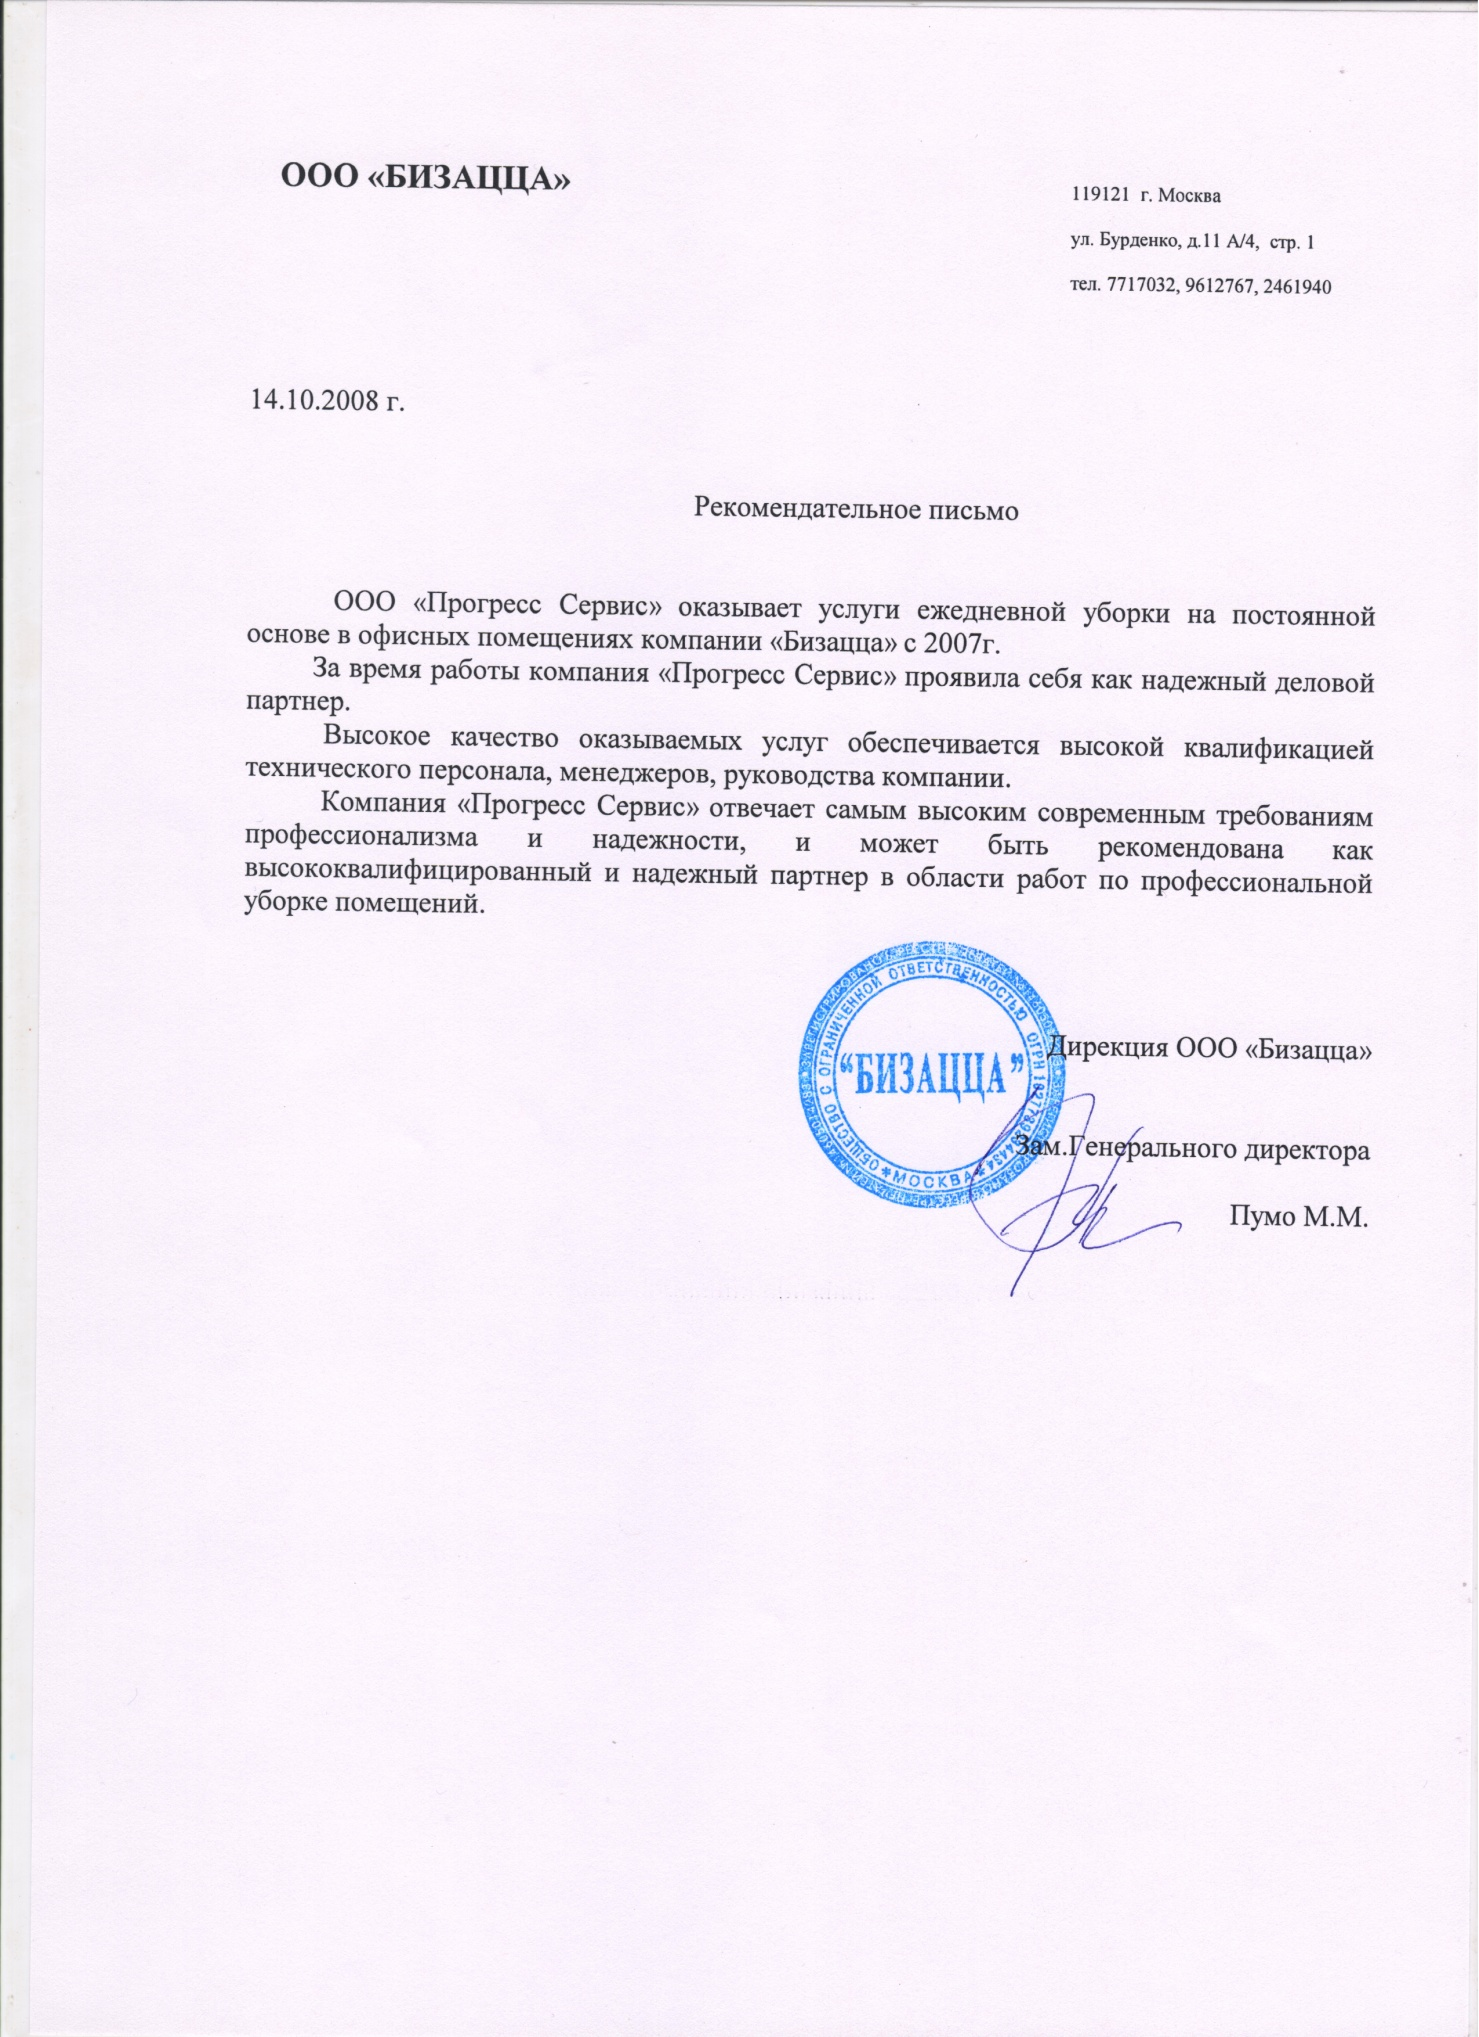 ООО «БИЗАЦЦА»
119121 г. Москва
ул. Бурденко, д.11 А/4, стр. 1
тел. 7717032, 9612767, 2461940
14.10.2008 г.
Рекомендательное письмо
ООО «Прогресс Сервис» оказывает услуги ежедневной уборки на постоянной
основе в офисных помещениях компании «Бизацца» с 2007г.
За время работы компания «Прогресс Сервис» проявила себя как надежный деловой
партнер.
Высокое качество оказываемых услуг обеспечивается высокой квалификацией
технического персонала, менеджеров, руководства компании.
Компания «Прогресс Сервис» отвечает самым высоким современным требованиям
профессионализма и надежности, и может быть рекомендована как
высококвалифицированный и надежный партнер в области работ по профессиональной
уборке помещений.
ОБЩЕСТВО С ОГРАНИЧЕННОЙ ОТВЕТСТВЕННОСТЬЮ ОГРН
“БИЗАЦЦА”
*МОСКВА*
Дирекция ООО «Бизацца»
Зам.Генерального директора
Пумо М.М.